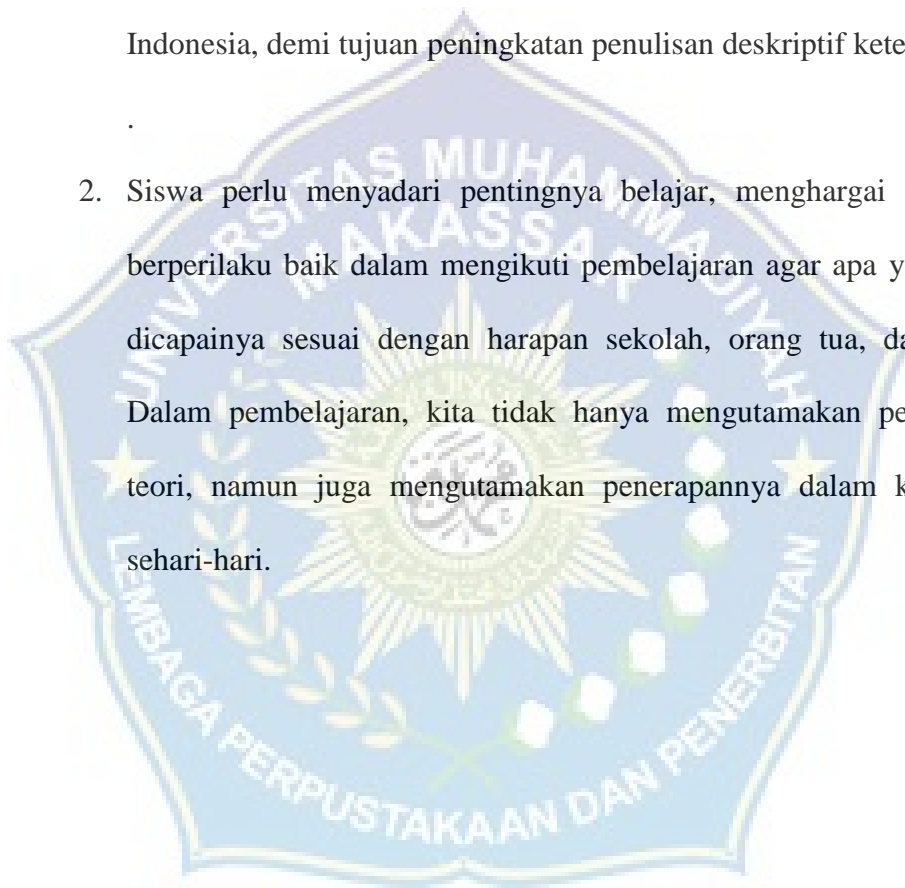 Indonesia, demi tujuan peningkatan penulisan deskriptif kete
.
2. Siswa perlu menyadari pentingnya belajar, menghargai
berperilaku baik dalam mengikuti pembelajaran agar apa y
dicapainya sesuai dengan harapan sekolah, orang tua, da
Dalam pembelajaran, kita tidak hanya mengutamakan pe
teori, namun juga mengutamakan penerapannya dalam k
sehari-hari.
UNIVERSITAS MUHAMMADIYAH
MAKASSAR
LEMBAGA PERPUSTAKAAN DAN PENERBITAN